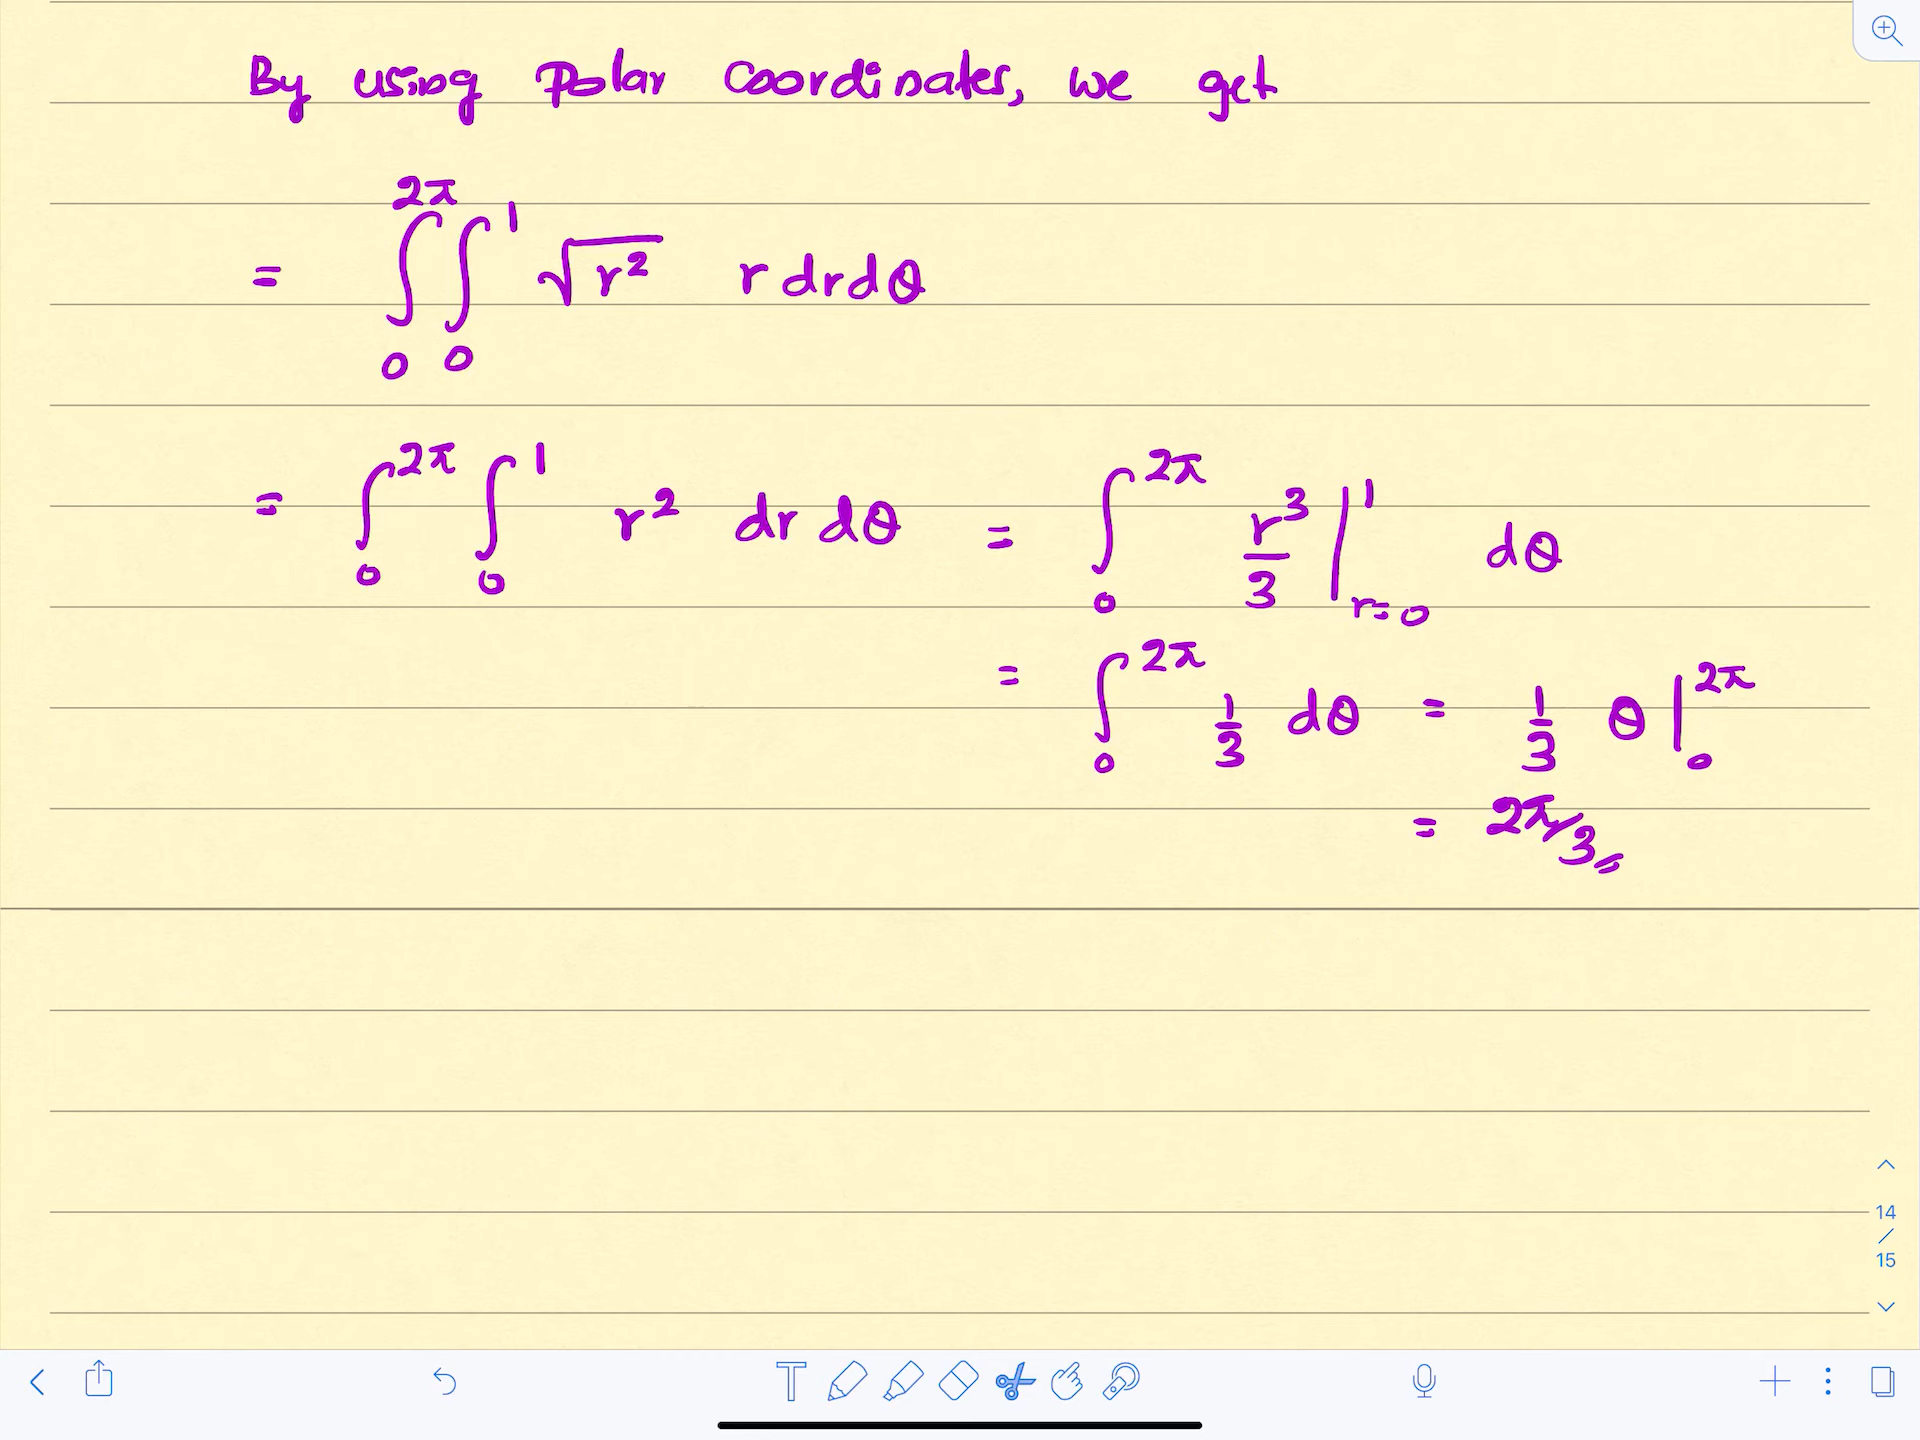 By using Polar Coordinates, we get
= ∫₀^2π ∫₀^1 √r² r dr dθ
= ∫₀^2π ∫₀^1 r² dr dθ = ∫₀^2π r³/3 |_{r=0}^1 dθ
= ∫₀^2π 1/3 dθ = 1/3 θ |₀^2π
= 2π/3
14
/
15
T